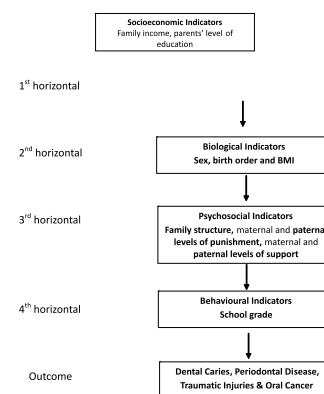 Socioeconomic Indicators
Family income, parents' level of
education
1st horizontal
2nd horizontal
Biological Indicators
Sex, birth order and BMI
3rd horizontal
Psychosocial Indicators
Family structure, maternal and paterna
levels of punishment, maternal and
paternal levels of support
4th horizontal
Behavioural Indicators
School grade
Outcome
Dental Caries, Periodontal Disease,
Traumatic Injuries & Oral Cancer